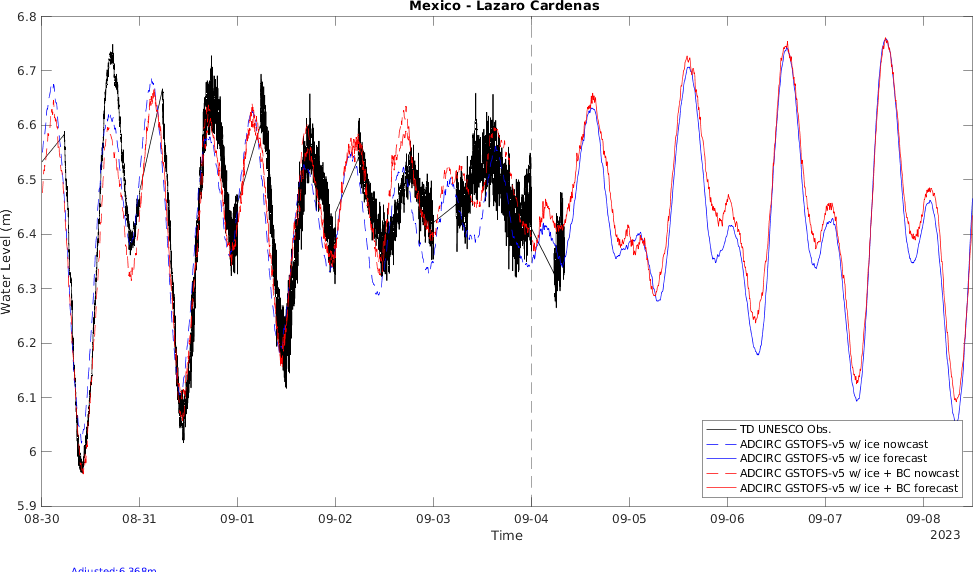 Mexico - Lazaro Cardenas
6.8
6.7
6.6
6.5
6.4
6.3
6.2
6.1
6
5.9
Water Level (m)
08-30 08-31 09-01 09-02 09-03 09-04 09-05 09-06 09-07 09-08
Time
2023
TD UNESCO Obs.
ADCIRC GSTOFS-v5 w/ ice nowcast
ADCIRC GSTOFS-v5 w/ ice forecast
ADCIRC GSTOFS-v5 w/ ice + BC nowcast
ADCIRC GSTOFS-v5 w/ ice + BC forecast
Adjusted:6.368m